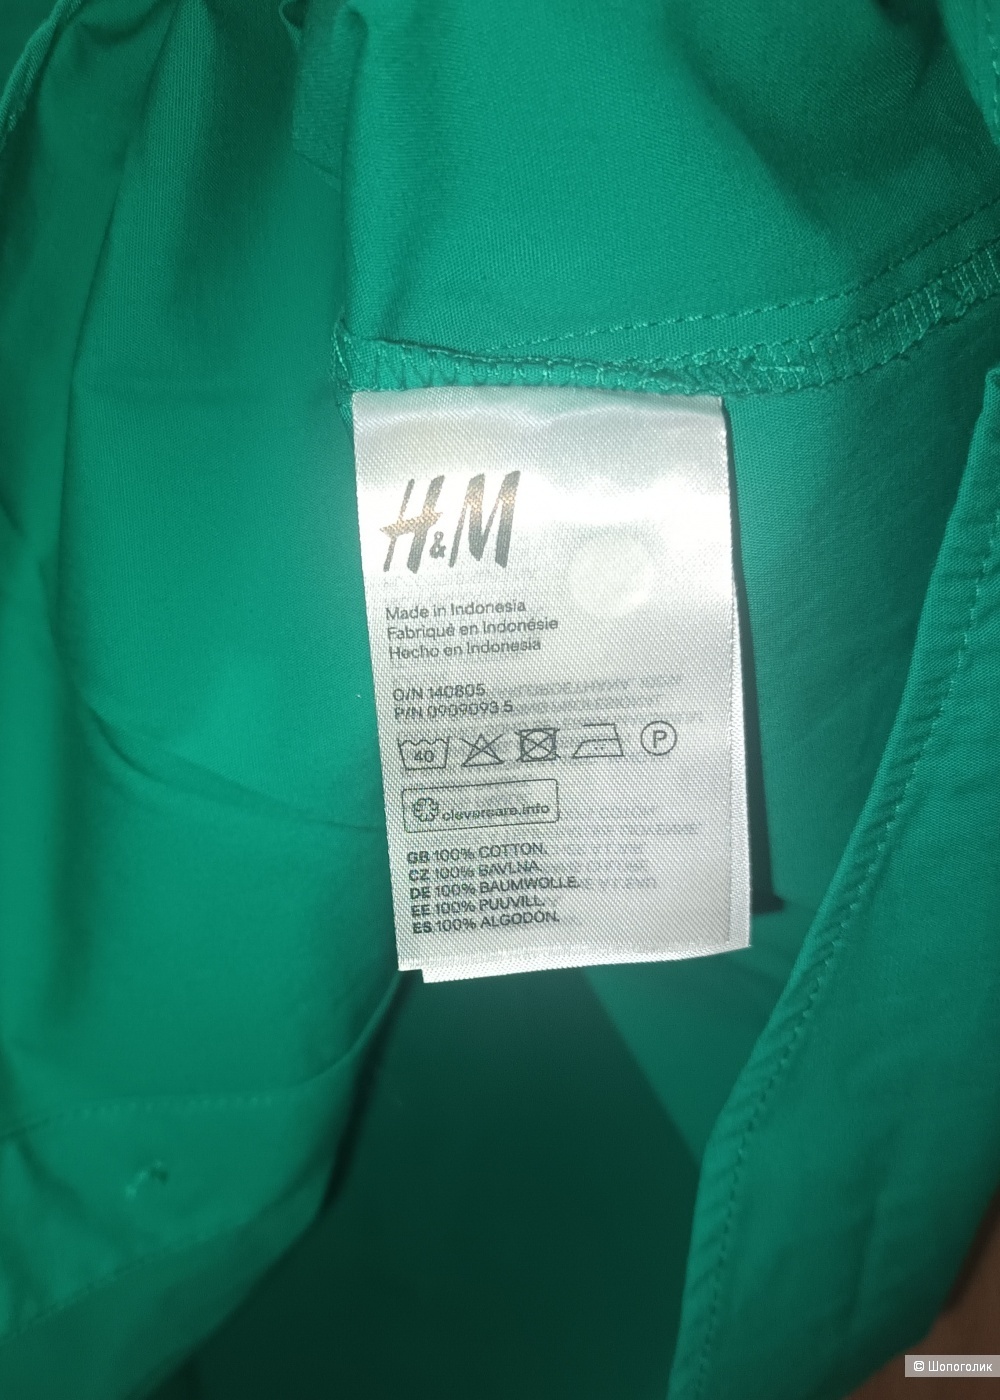 H&M
Made in Indonesia
Fabriqué en Indonésie
Hecho en Indonesia
O/N 140805
P/N 0909093.5
40 P
clevercare.info
GB 100% COTTON.
CZ 100% BAVLNA.
DE 100% BAUMWOLLE.
EE 100% PUUVILL.
ES 100% ALGODÓN.
© Шопоголик